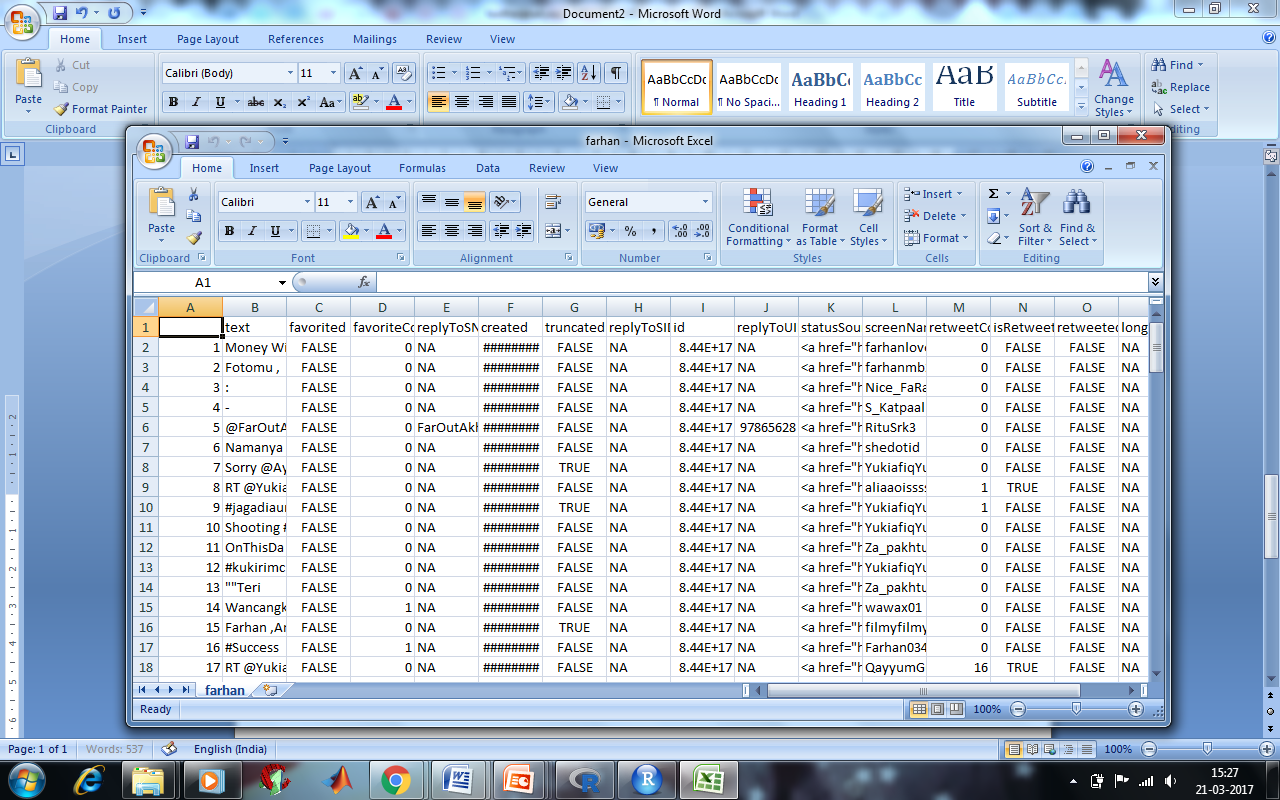 Document2 - Microsoft Word
Home Insert Page Layout References Mailings Review View
Paste
Cut
Copy
Format Painter
Clipboard
Calibri (Body) 11
B I U abc x₂ x² Aa
AaBbCcDc AaBbCcDc AaBbCc AaBbCc AaB AaBbCc
¶ Normal ¶ No Spaci... Heading 1 Heading 2 Title Subtitle
Change Styles
Find
Replace
Select
Editing
farhan - Microsoft Excel
Home Insert Page Layout Formulas Data Review View
Paste
Calibri 11
B I U
General
% ,
Conditional Formatting
Format as Table
Cell Styles
Insert
Delete
Format
Sort & Filter
Find & Select
Clipboard Font Alignment Number Styles Cells Editing
A1 fx
A B C D E F G H I J K L M N O
1 text favorited favoriteCo replyToSN created truncated replyToSII id replyToUI statusSou screenNar retweetCo isRetweet retweeted long
2 1 Money Wi FALSE 0 NA ######## FALSE NA 8.44E+17 NA <a href="h farhanlove 0 FALSE FALSE NA
3 2 Fotomu , FALSE 0 NA ######## FALSE NA 8.44E+17 NA <a href="h farhanmb 0 FALSE FALSE NA
4 3 : FALSE 0 NA ######## FALSE NA 8.44E+17 NA <a href="h Nice_FaRa 0 FALSE FALSE NA
5 4 - FALSE 0 NA ######## FALSE NA 8.44E+17 NA <a href="h S_Katpaal 0 FALSE FALSE NA
6 5 @FarOutA FALSE 0 FarOutAkh ######## FALSE NA 8.44E+17 97865628 <a href="h RituSrk3 0 FALSE FALSE NA
7 6 Namanya FALSE 0 NA ######## FALSE NA 8.44E+17 NA <a href="h shedotid 0 FALSE FALSE NA
8 7 Sorry @Ay FALSE 0 NA ######## TRUE NA 8.44E+17 NA <a href="h YukiafiqYu 0 FALSE FALSE NA
9 8 RT @Yukia FALSE 0 NA ######## FALSE NA 8.44E+17 NA <a href="h aliaaoissss 1 TRUE FALSE NA
10 9 #jagadiaur FALSE 0 NA ######## TRUE NA 8.44E+17 NA <a href="h YukiafiqYu 1 FALSE FALSE NA
11 10 Shooting # FALSE 0 NA ######## FALSE NA 8.44E+17 NA <a href="h YukiafiqYu 0 FALSE FALSE NA
12 11 OnThisDa FALSE 0 NA ######## FALSE NA 8.44E+17 NA <a href="h Za_pakhtu 0 FALSE FALSE NA
13 12 #kukirimc FALSE 0 NA ######## FALSE NA 8.44E+17 NA <a href="h YukiafiqYu 0 FALSE FALSE NA
14 13 ""Teri FALSE 0 NA ######## FALSE NA 8.44E+17 NA <a href="h Za_pakhtu 0 FALSE FALSE NA
15 14 Wancangk FALSE 1 NA ######## FALSE NA 8.44E+17 NA <a href="h wawax01 0 FALSE FALSE NA
16 15 Farhan ,Ar FALSE 0 NA ######## TRUE NA 8.44E+17 NA <a href="h filmyfilmy 0 FALSE FALSE NA
17 16 #Success FALSE 1 NA ######## FALSE NA 8.44E+17 NA <a href="h Farhan034 0 FALSE FALSE NA
18 17 RT @Yukia FALSE 0 NA ######## FALSE NA 8.44E+17 NA <a href="h QayyumG 16 TRUE FALSE NA
farhan
Ready 100%
Page: 1 of 1 Words: 537 English (India) 100%
15:27
21-03-2017